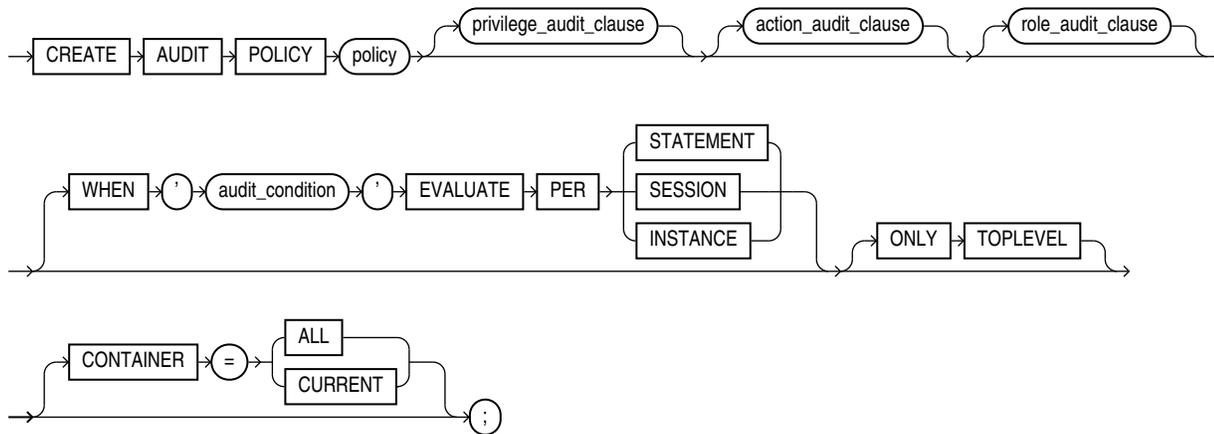 privilege_audit_clause action_audit_clause role_audit_clause
CREATE AUDIT POLICY policy
STATEMENT
WHEN ’ audit_condition ’ EVALUATE PER SESSION
INSTANCE
ONLY TOPLEVEL
ALL
CONTAINER =
CURRENT
;